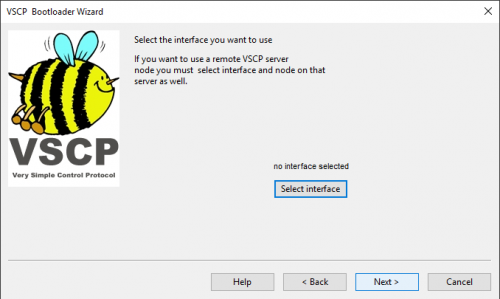 VSCP Bootloader Wizard
Select the interface you want to use
If you want to use a remote VSCP server
node you must select interface and node on that
server as well.
VSCP
Very Simple Control Protocol
no interface selected
Select interface
Help
< Back
Next >
Cancel